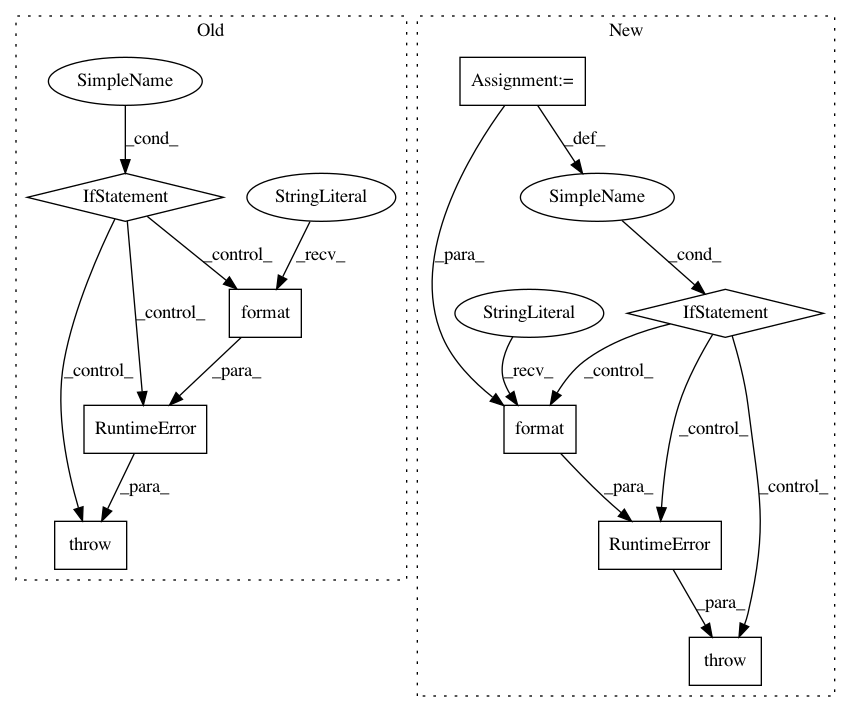 Old
SimpleName
_cond_
IfStatement
StringLiteral
_control_
_recv_
_control_
format
_control_
_para_
RuntimeError
_para_
throw
New
Assignment:=
_def_
SimpleName
_para_
_cond_
StringLiteral
IfStatement
_recv_
_control_
format
_control_
_para_
_control_
RuntimeError
_para_
throw